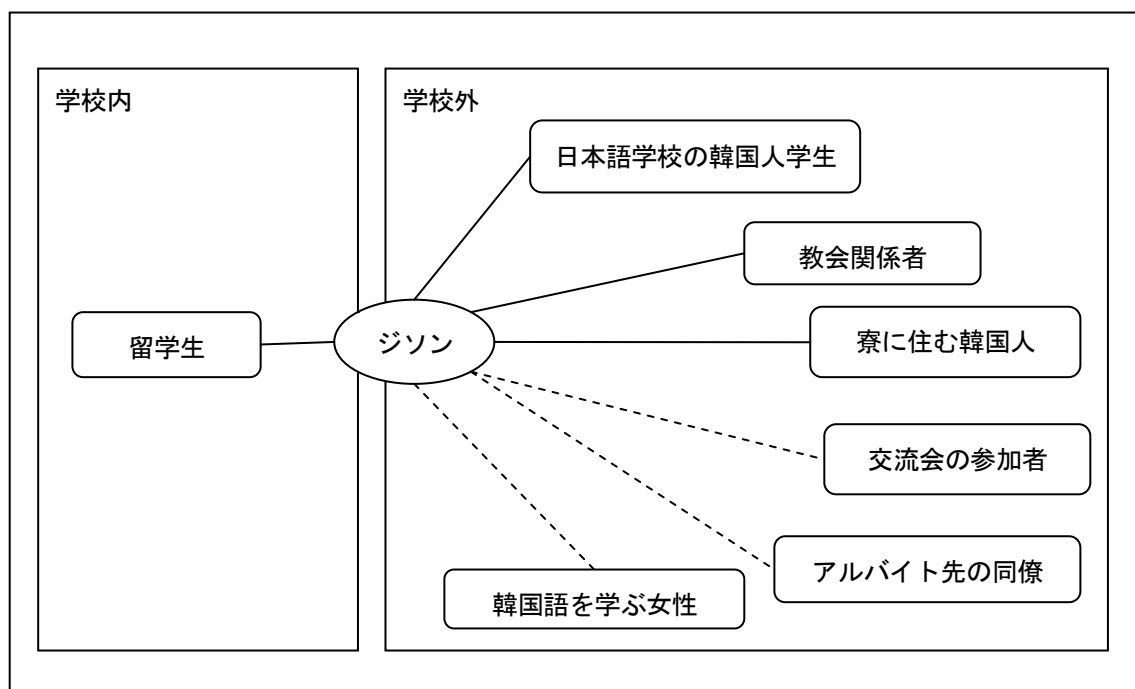 学校内
学校外
日本語学校の韓国人学生
教会関係者
留学生
ジソン
寮に住む韓国人
交流会の参加者
アルバイト先の同僚
韓国語を学ぶ女性